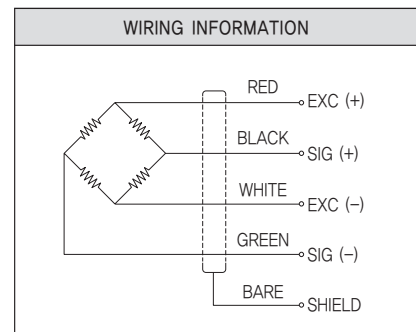 WIRING INFORMATION
RED EXC (+)
BLACK SIG (+)
WHITE EXC (−)
GREEN SIG (−)
BARE SHIELD